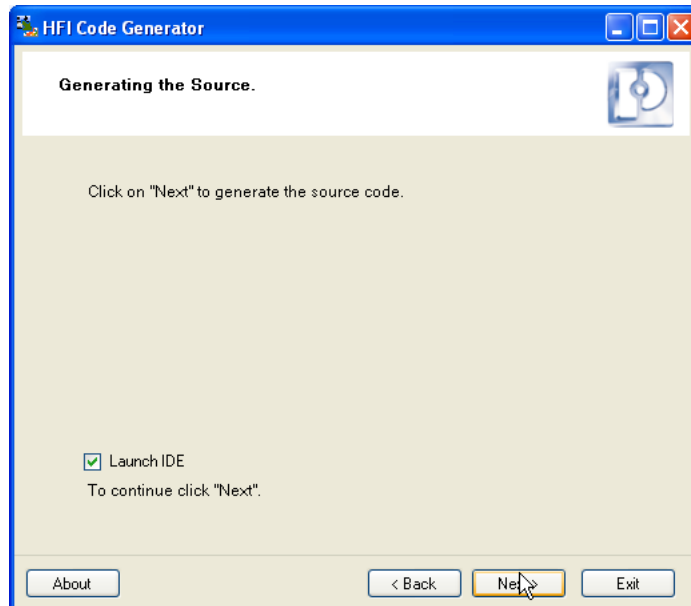 HFI Code Generator
Generating the Source.
Click on "Next" to generate the source code.
Launch IDE
To continue click "Next".
About
< Back
Next >
Exit